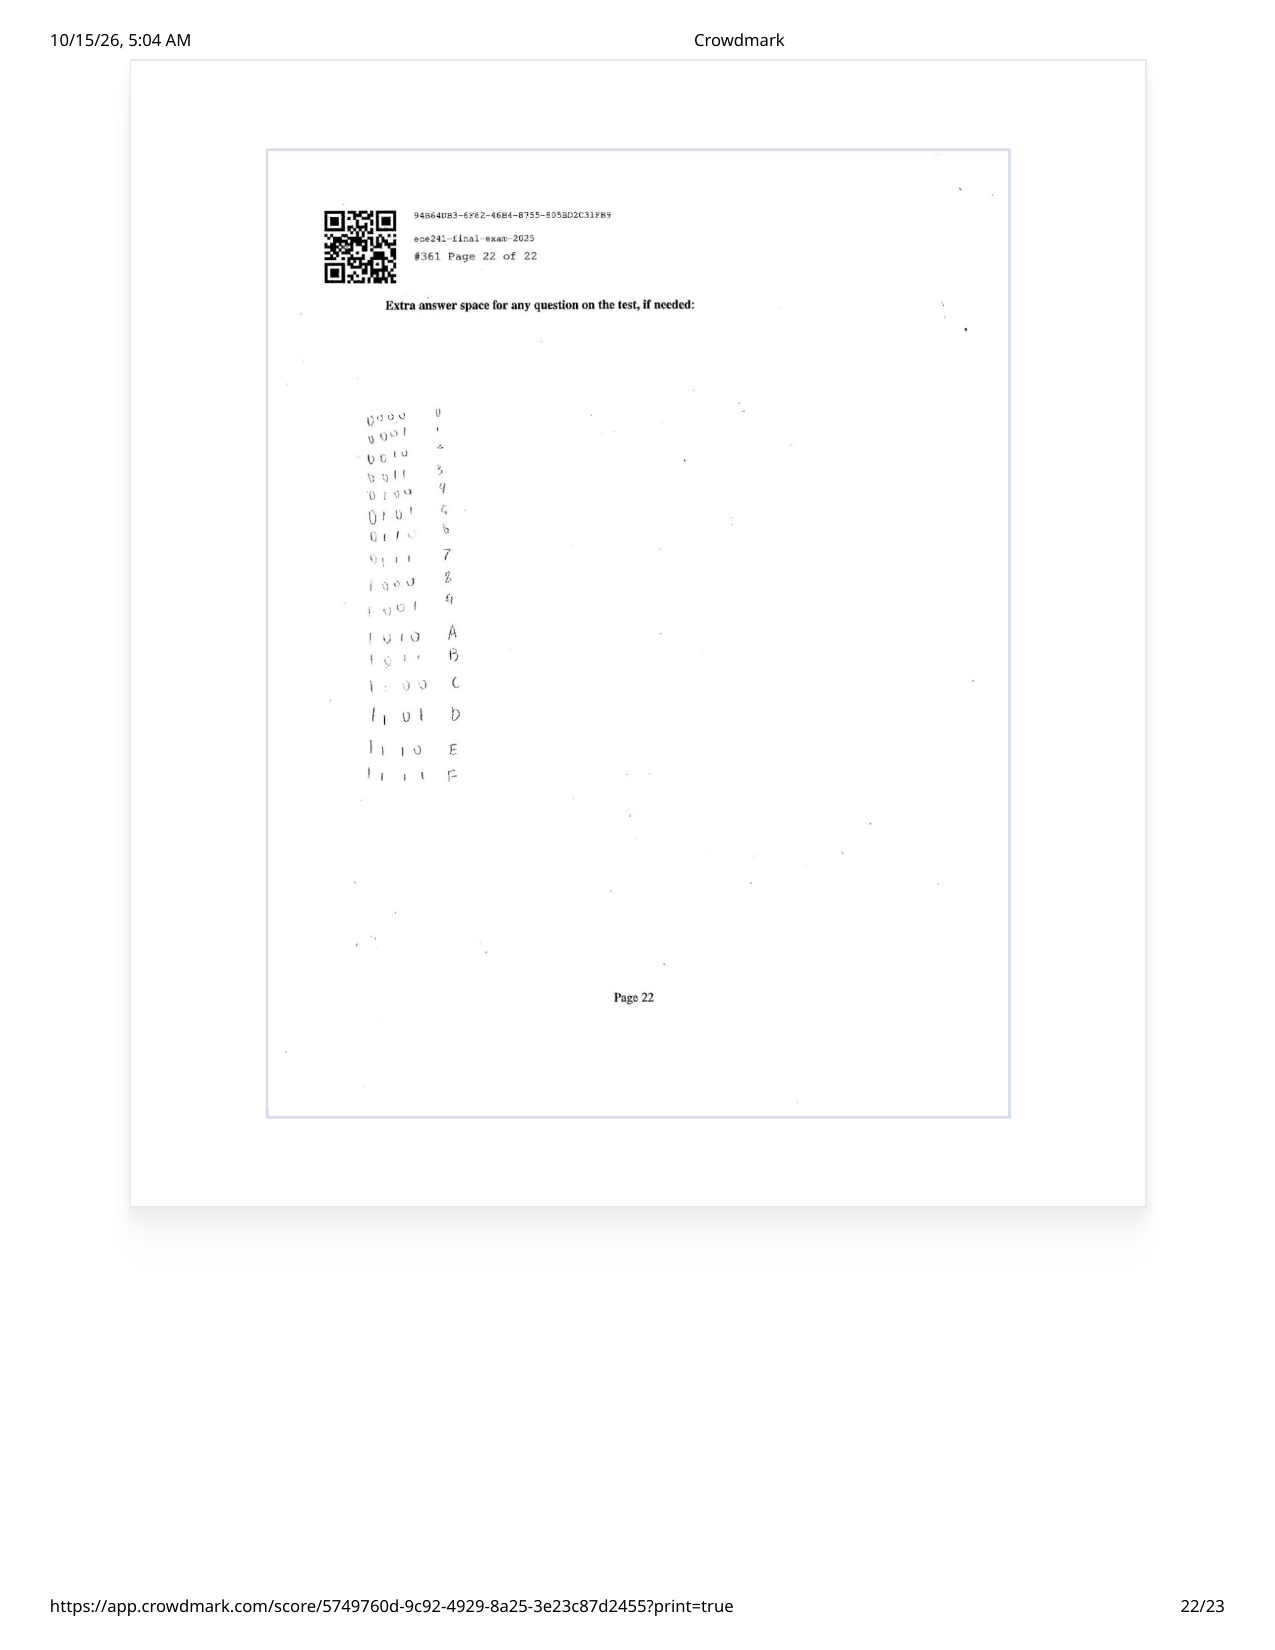 10/15/26, 5:04 AM Crowdmark
94B64DB3-6F62-46B4-8755-805BD2C31FB9
ece241-final-exam-2025
#361 Page 22 of 22
Extra answer space for any question on the test, if needed:
0000 0
0001 1
0010 2
0011 3
0100 4
0101 5
0110 6
0111 7
1000 8
1001 9
1010 A
1011 B
1100 C
1101 D
1110 E
1111 F
Page 22
https://app.crowdmark.com/score/5749760d-9c92-4929-8a25-3e23c87d2455?print=true 22/23